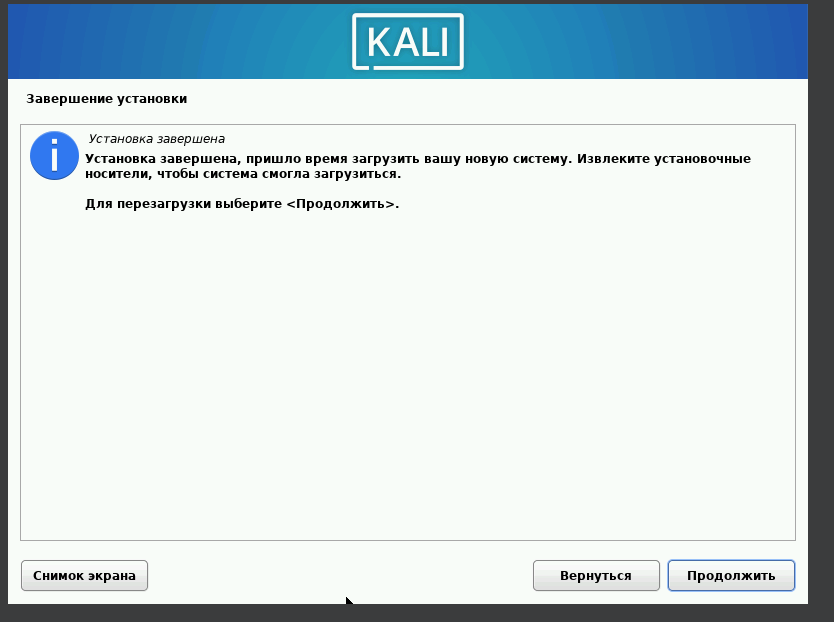 KALI
Завершение установки
Установка завершена
Установка завершена, пришло время загрузить вашу новую систему. Извлеките установочные
носители, чтобы система смогла загрузиться.
Для перезагрузки выберите <Продолжить>.
Снимок экрана
Вернуться
Продолжить